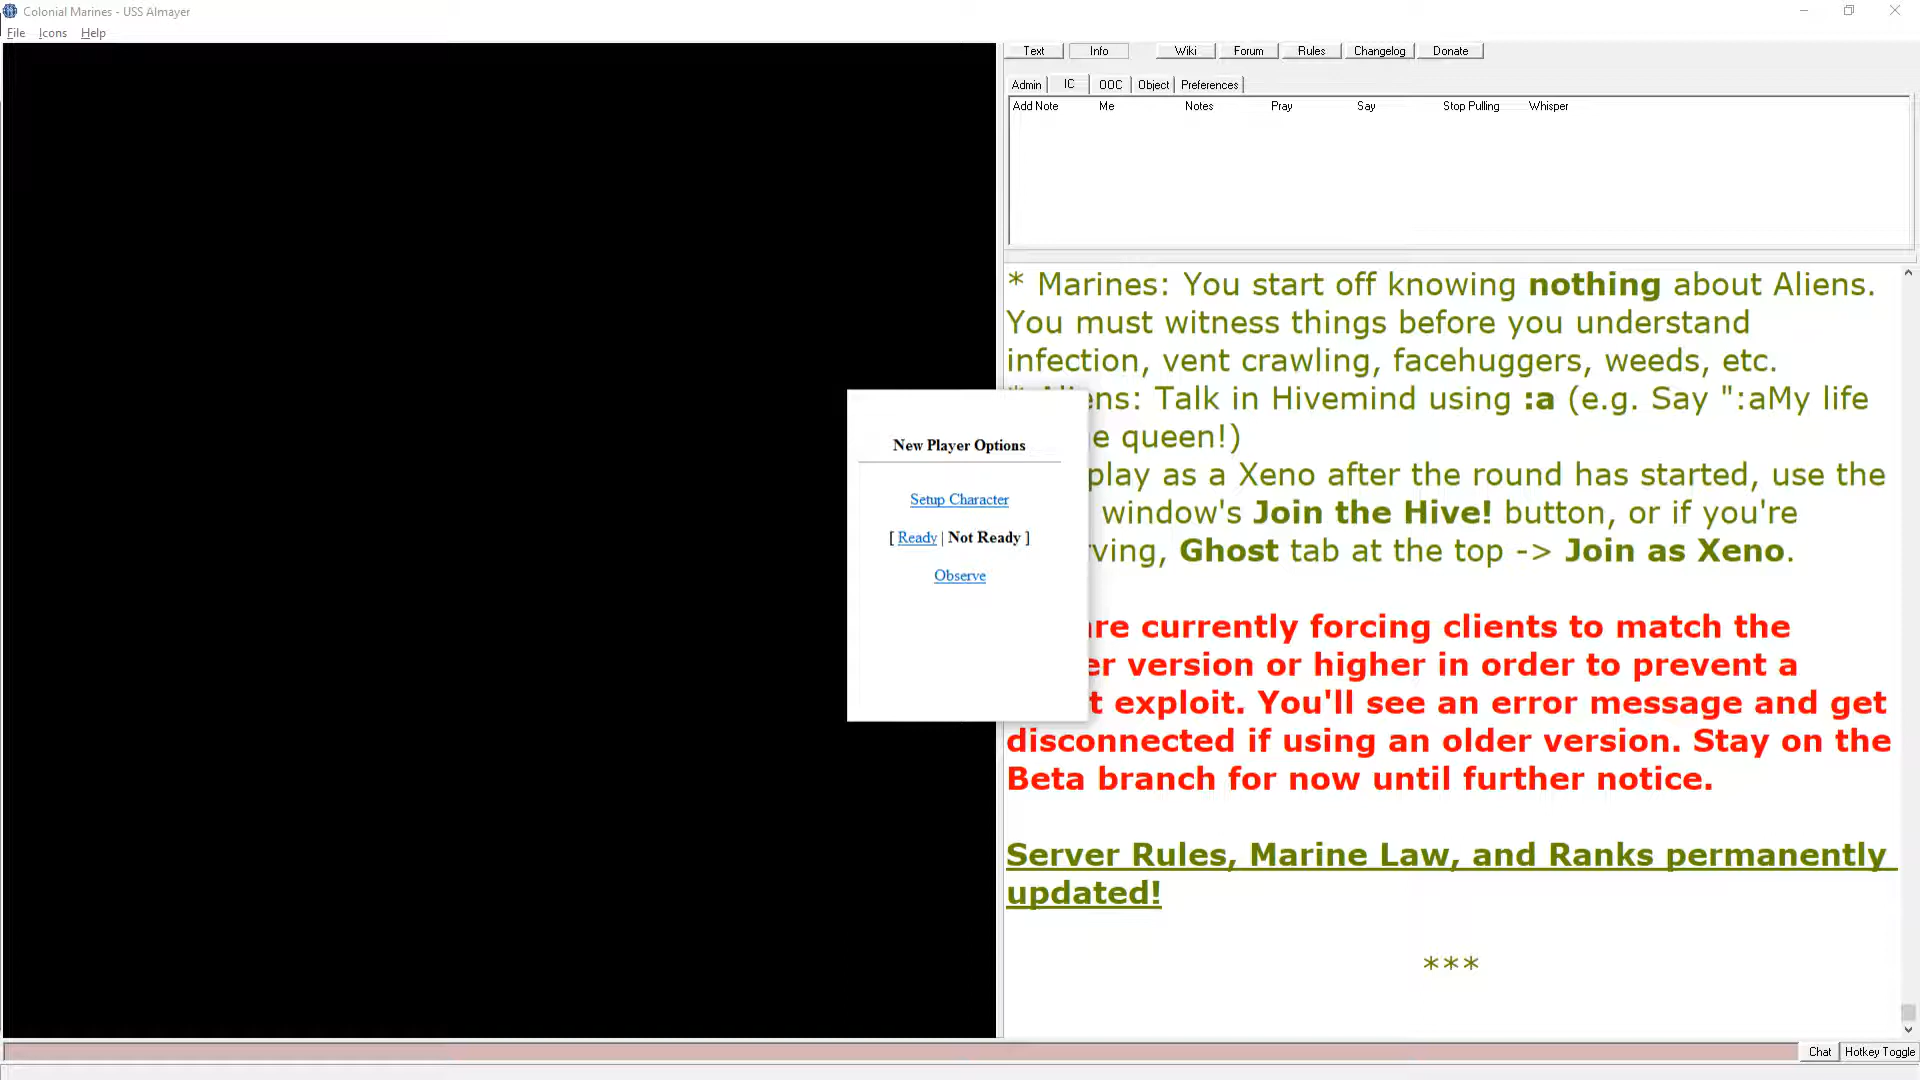 Colonial Marines - USS Almayer
File Icons Help
Text Info Wiki Forum Rules Changelog Donate
Admin IC OOC Object Preferences
Add Note Me Notes Pray Say Stop Pulling Whisper
* Marines: You start off knowing nothing about Aliens.
You must witness things before you understand
infection, vent crawling, facehuggers, weeds, etc.
ens: Talk in Hivemind using :a (e.g. Say ":aMy life
e queen!)
play as a Xeno after the round has started, use the
window's Join the Hive! button, or if you're
ving, Ghost tab at the top -> Join as Xeno.
re currently forcing clients to match the
er version or higher in order to prevent a
t exploit. You'll see an error message and get
disconnected if using an older version. Stay on the
Beta branch for now until further notice.
Server Rules, Marine Law, and Ranks permanently
updated!
***
New Player Options
Setup Character
[ Ready | Not Ready ]
Observe
Chat Hotkey Toggle